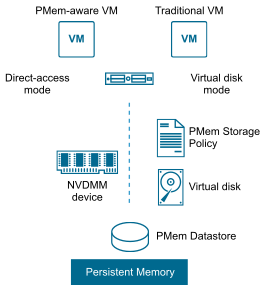 PMem-aware VM
Traditional VM
VM
VM
Direct-access
mode
Virtual disk
mode
PMem Storage
Policy
NVDMM
device
Virtual disk
PMem Datastore
Persistent Memory